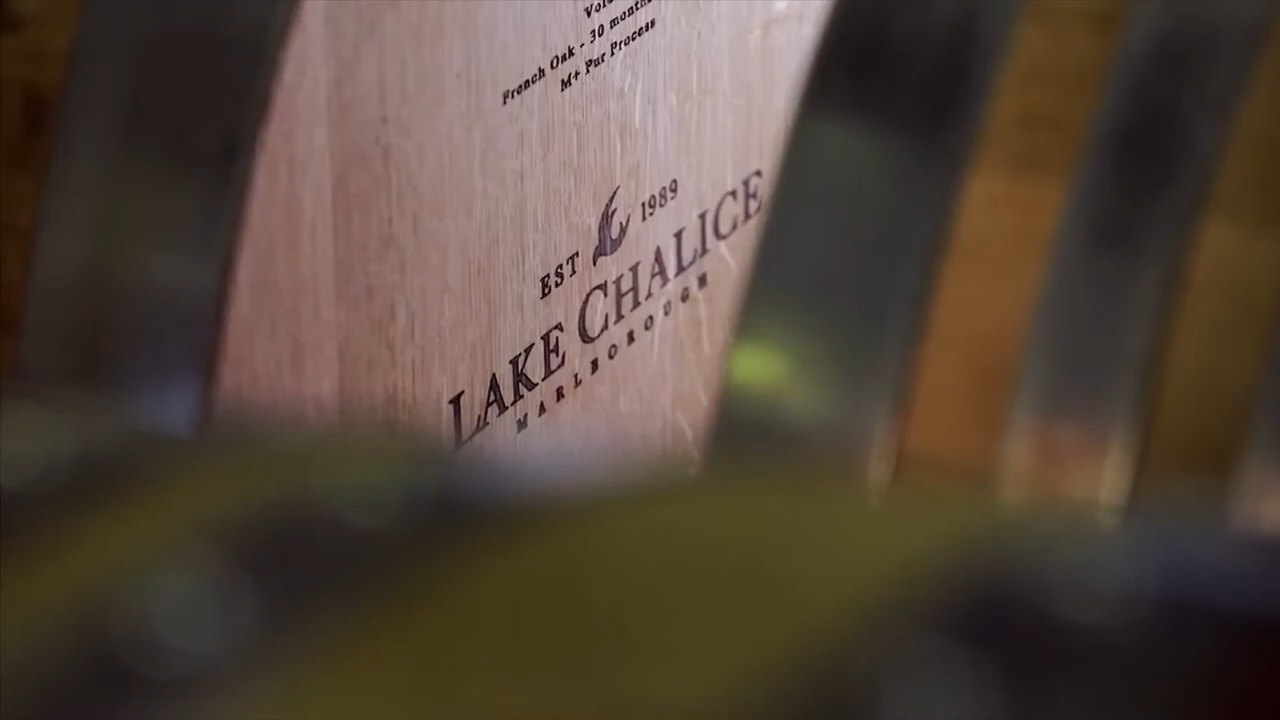 French Oak - 30 months
M+ Pur Process
EST 1989
LAKE CHALICE
MARLBOROUGH